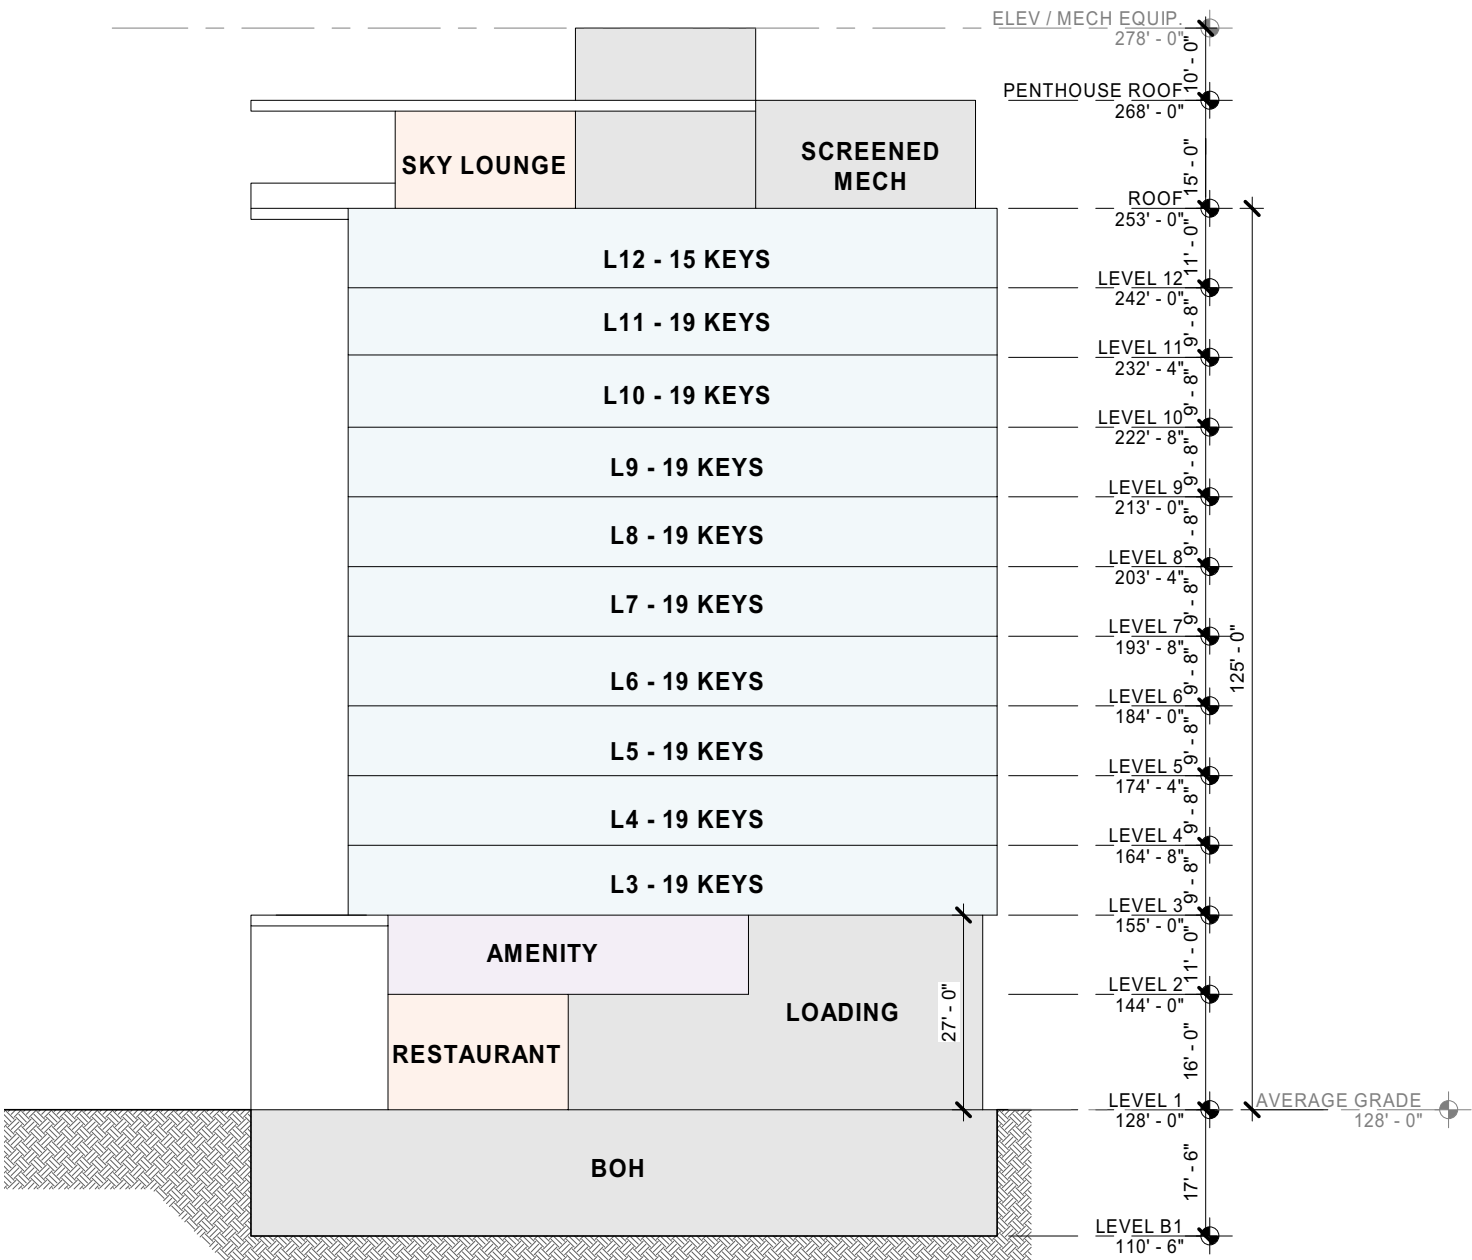 ELEV / MECH EQUIP.
278' - 0"
10' - 0"
PENTHOUSE ROOF
268' - 0"
SKY LOUNGE
SCREENED
MECH
15' - 0"
ROOF
253' - 0"
11' - 0"
L12 - 15 KEYS
LEVEL 12
242' - 0"
9' - 8"
L11 - 19 KEYS
LEVEL 11
232' - 4"
9' - 8"
L10 - 19 KEYS
LEVEL 10
222' - 8"
9' - 8"
L9 - 19 KEYS
LEVEL 9
213' - 0"
9' - 8"
L8 - 19 KEYS
LEVEL 8
203' - 4"
9' - 8"
L7 - 19 KEYS
LEVEL 7
193' - 8"
9' - 8"
125' - 0"
L6 - 19 KEYS
LEVEL 6
184' - 0"
9' - 8"
L5 - 19 KEYS
LEVEL 5
174' - 4"
9' - 8"
L4 - 19 KEYS
LEVEL 4
164' - 8"
9' - 8"
L3 - 19 KEYS
LEVEL 3
155' - 0"
11' - 0"
AMENITY
LEVEL 2
144' - 0"
LOADING
27' - 0"
16' - 0"
RESTAURANT
LEVEL 1
128' - 0"
AVERAGE GRADE
128' - 0"
BOH
17' - 6"
LEVEL B1
110' - 6"